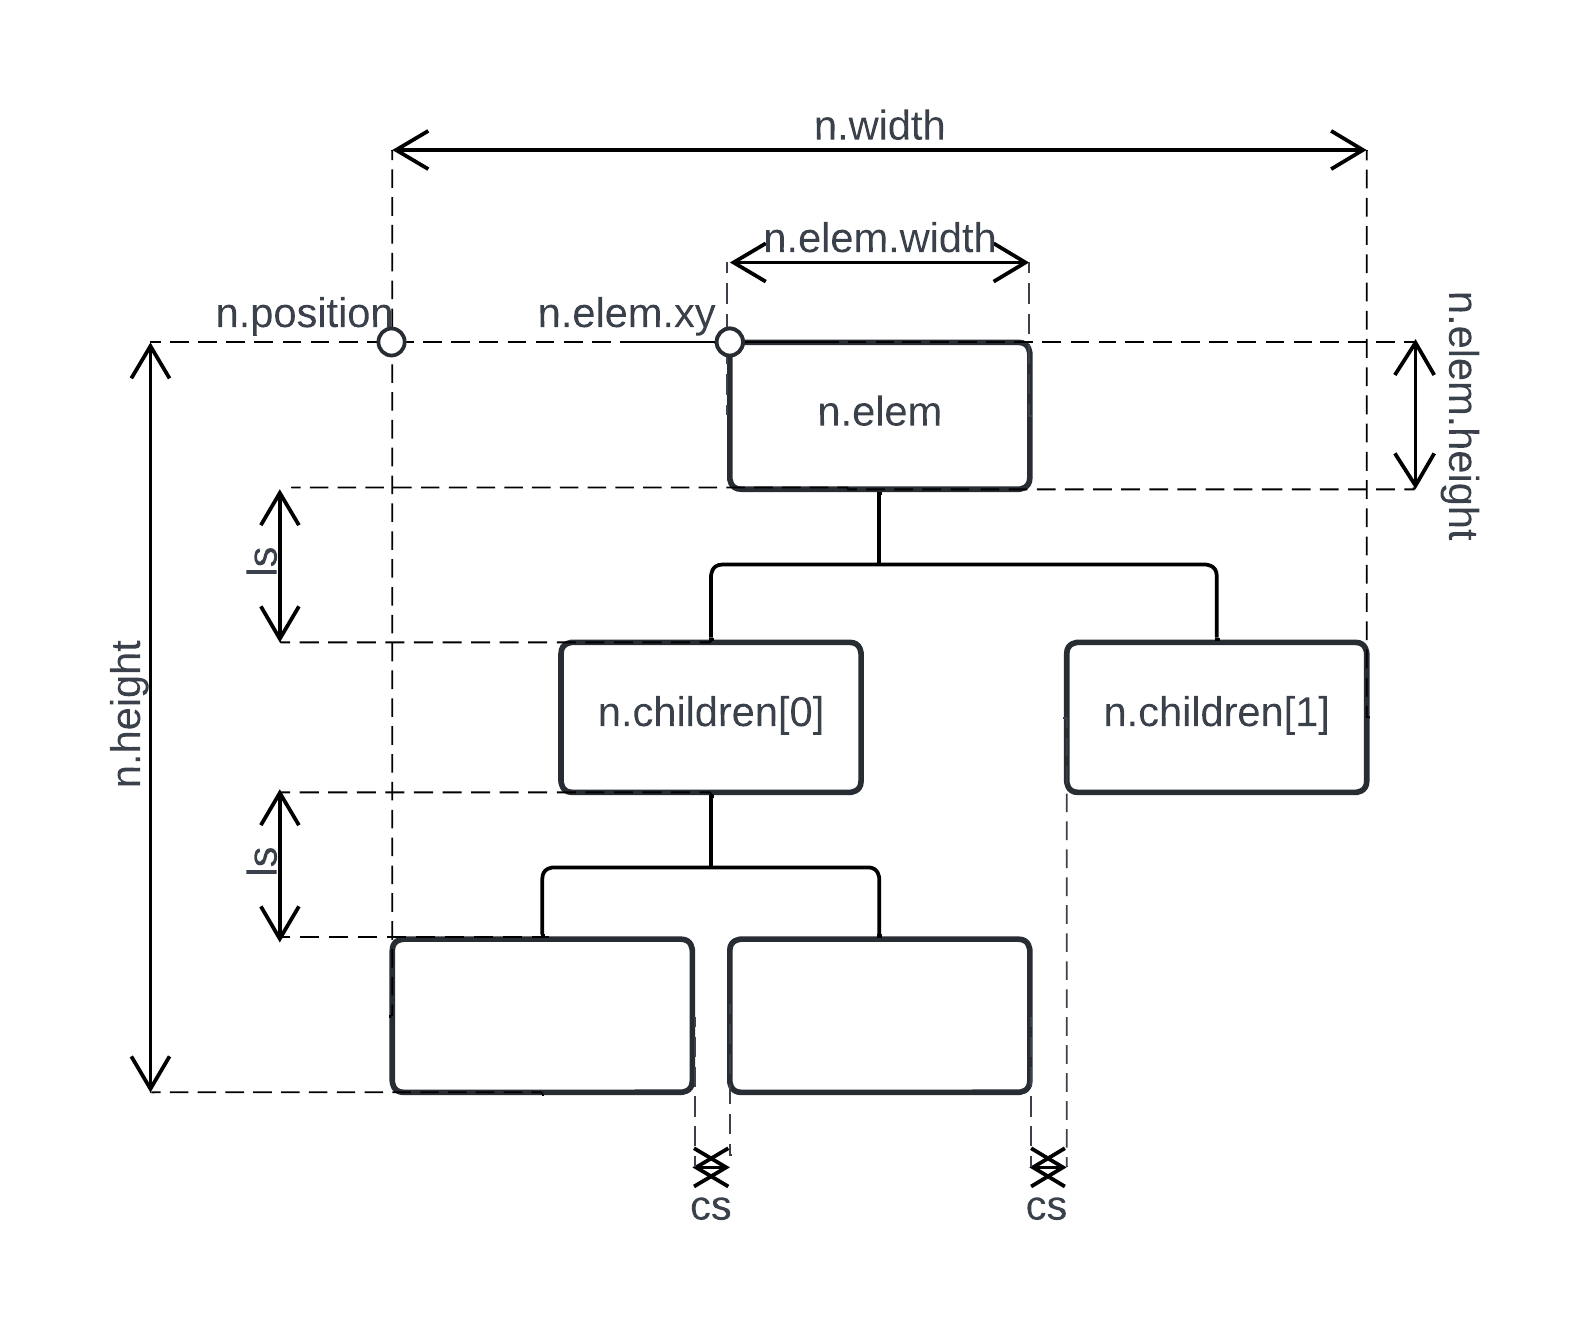 n.width
n.elem.width
n.position
n.elem.xy
n.elem.height
n.elem
ls
n.height
n.children[0]
n.children[1]
ls
cs
cs